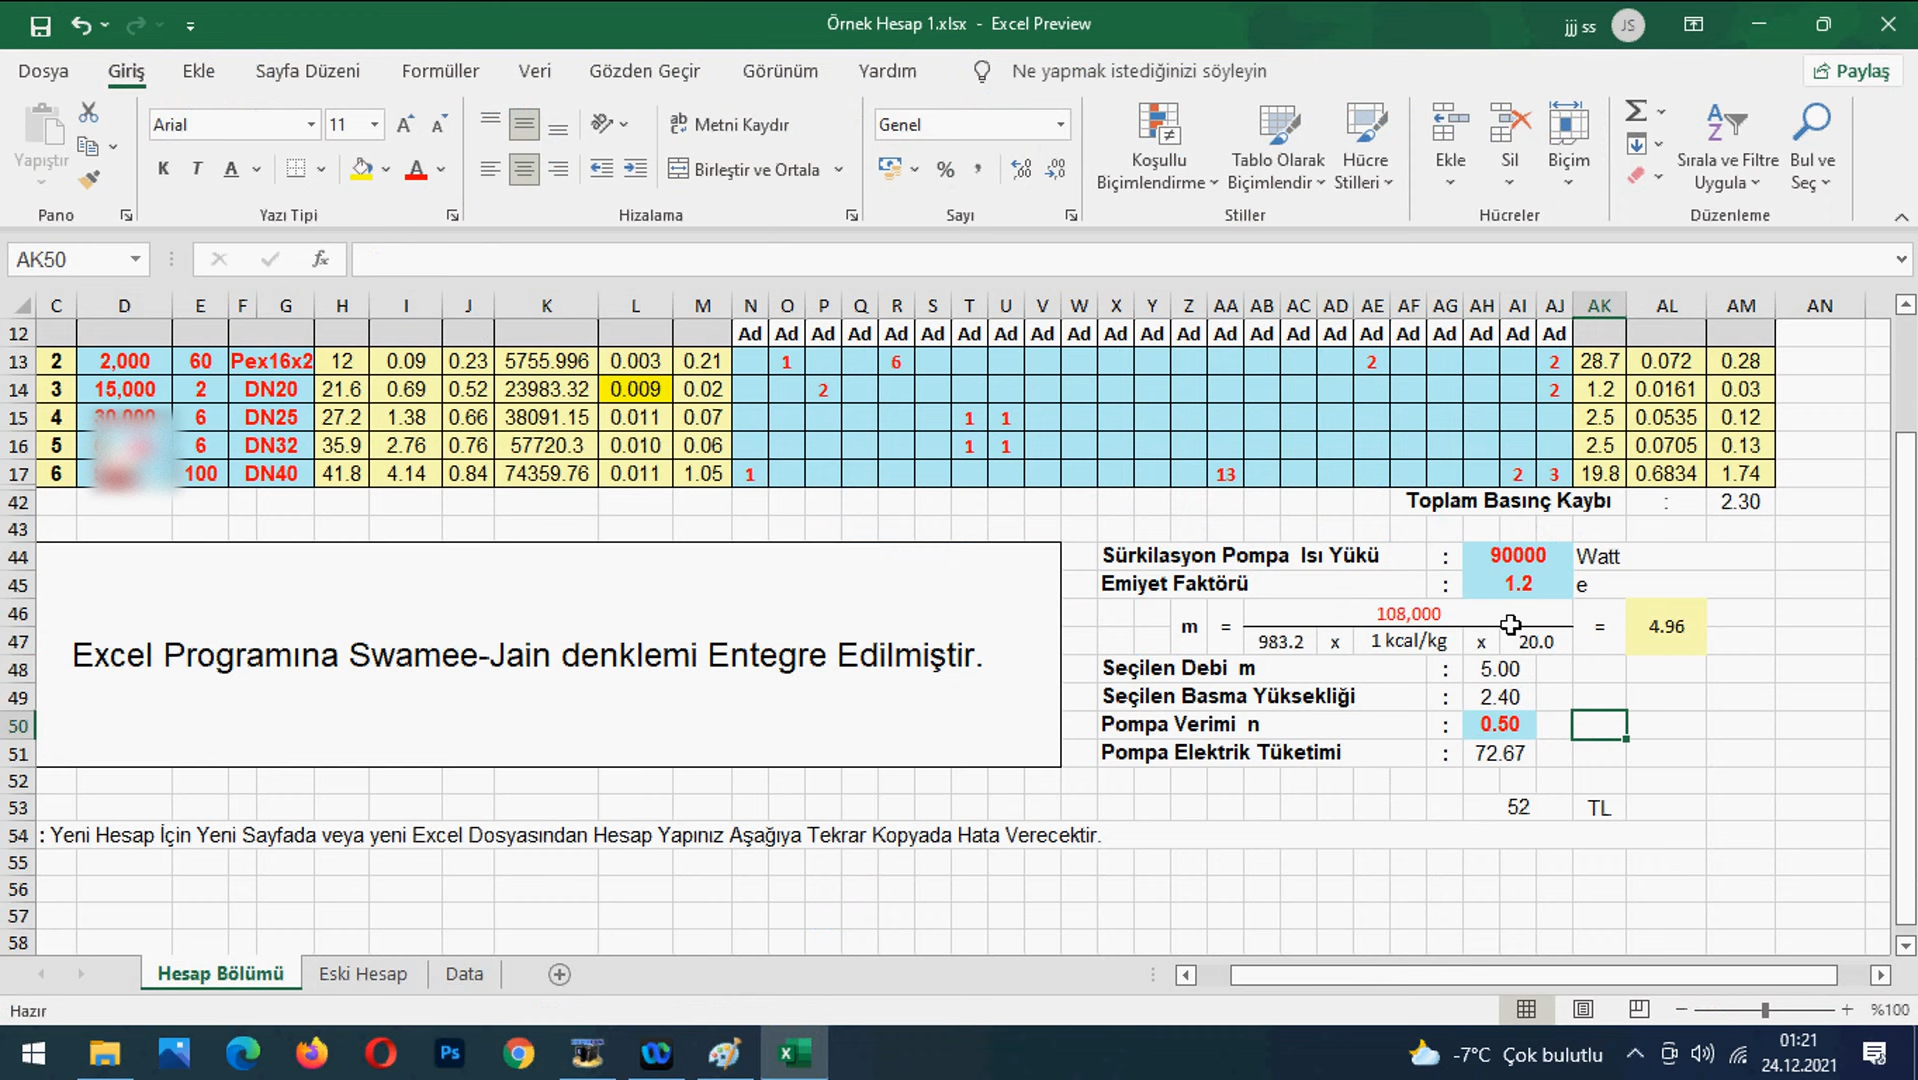 Örnek Hesap 1.xlsx - Excel Preview
jjj ss
JS
Dosya Giriş Ekle Sayfa Düzeni Formüller Veri Gözden Geçir Görünüm Yardım Ne yapmak istediğinizi söyleyin Paylaş
Yapıştır
Arial 11
K T A A
Metni Kaydır
Birleştir ve Ortala
Genel
%
Koşullu Biçimlendirme
Tablo Olarak Biçimlendir
Hücre Stilleri
Ekle
Sil
Biçim
Sırala ve Filtre Uygula
Bul ve Seç
Pano Yazı Tipi Hizalama Sayı Stiller Hücreler Düzenleme
AK50 fx
C D E F G H I J K L M N O P Q R S T U V W X Y Z AA AB AC AD AE AF AG AH AI AJ AK AL AM AN
12 Ad Ad Ad Ad Ad Ad Ad Ad Ad Ad Ad Ad Ad Ad Ad Ad Ad Ad Ad Ad Ad Ad Ad
13 2 2,000 60 Pex16x2 12 0.09 0.23 5755.996 0.003 0.21 1 6 2 2 28.7 0.072 0.28
14 3 15,000 2 DN20 21.6 0.69 0.52 23983.32 0.009 0.02 2 2 1.2 0.0161 0.03
15 4 30,000 6 DN25 27.2 1.38 0.66 38091.15 0.011 0.07 1 1 2.5 0.0535 0.12
16 5 6 DN32 35.9 2.76 0.76 57720.3 0.010 0.06 1 1 2.5 0.0705 0.13
17 6 100 DN40 41.8 4.14 0.84 74359.76 0.011 1.05 1 13 2 3 19.8 0.6834 1.74
42 Toplam Basınç Kaybı : 2.30
43
44 Sürkilasyon Pompa Isı Yükü : 90000 Watt
45 Emiyet Faktörü : 1.2 e
46 108,000
m = = 4.96
47 983.2 x 1 kcal/kg x 20.0
Excel Programına Swamee-Jain denklemi Entegre Edilmiştir.
48 Seçilen Debi m : 5.00
49 Seçilen Basma Yüksekliği : 2.40
50 Pompa Verimi n : 0.50
51 Pompa Elektrik Tüketimi : 72.67
52
53 52 TL
54 : Yeni Hesap İçin Yeni Sayfada veya yeni Excel Dosyasından Hesap Yapınız Aşağıya Tekrar Kopyada Hata Verecektir.
55
56
57
58
Hesap Bölümü Eski Hesap Data
Hazır %100
-7°C Çok bulutlu
01:21
24.12.2021